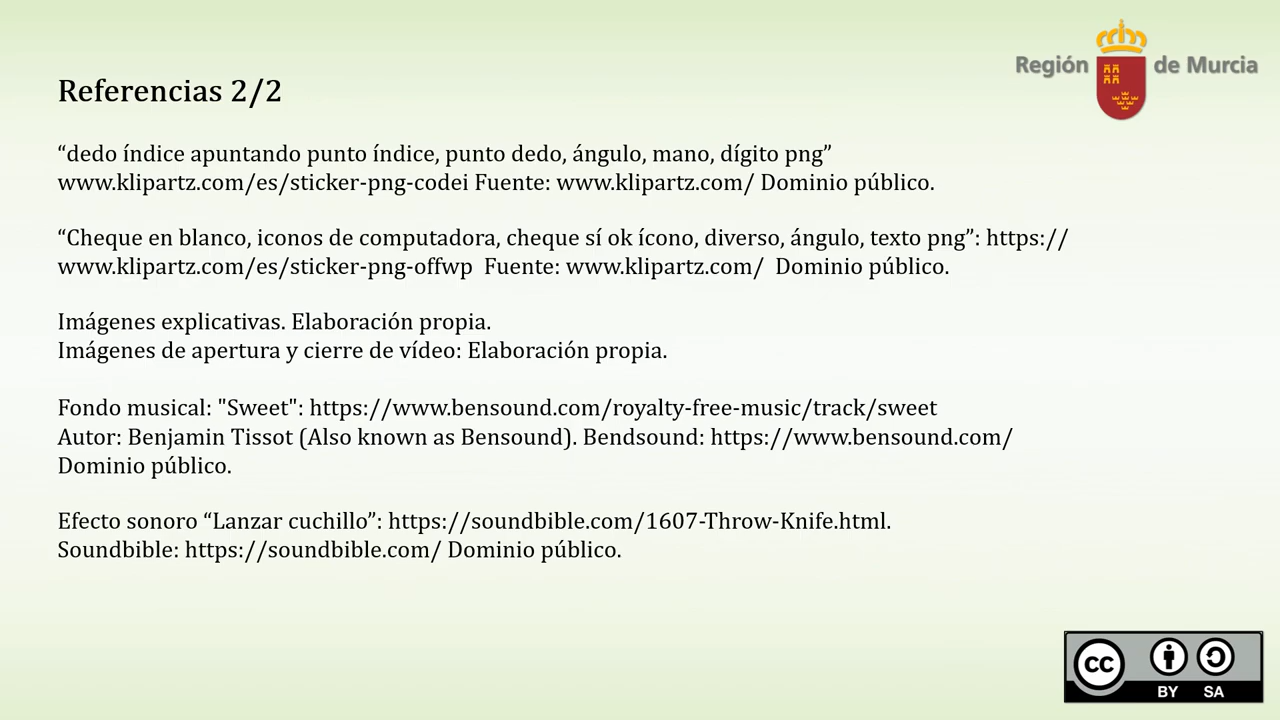 Región de Murcia
Referencias 2/2
“dedo índice apuntando punto índice, punto dedo, ángulo, mano, dígito png”
www.klipartz.com/es/sticker-png-codei Fuente: www.klipartz.com/ Dominio público.
“Cheque en blanco, iconos de computadora, cheque sí ok ícono, diverso, ángulo, texto png”: https://
www.klipartz.com/es/sticker-png-offwp  Fuente: www.klipartz.com/  Dominio público.
Imágenes explicativas. Elaboración propia.
Imágenes de apertura y cierre de vídeo: Elaboración propia.
Fondo musical: "Sweet": https://www.bensound.com/royalty-free-music/track/sweet
Autor: Benjamin Tissot (Also known as Bensound). Bendsound: https://www.bensound.com/
Dominio público.
Efecto sonoro “Lanzar cuchillo”: https://soundbible.com/1607-Throw-Knife.html.
Soundbible: https://soundbible.com/ Dominio público.
cc
BY SA